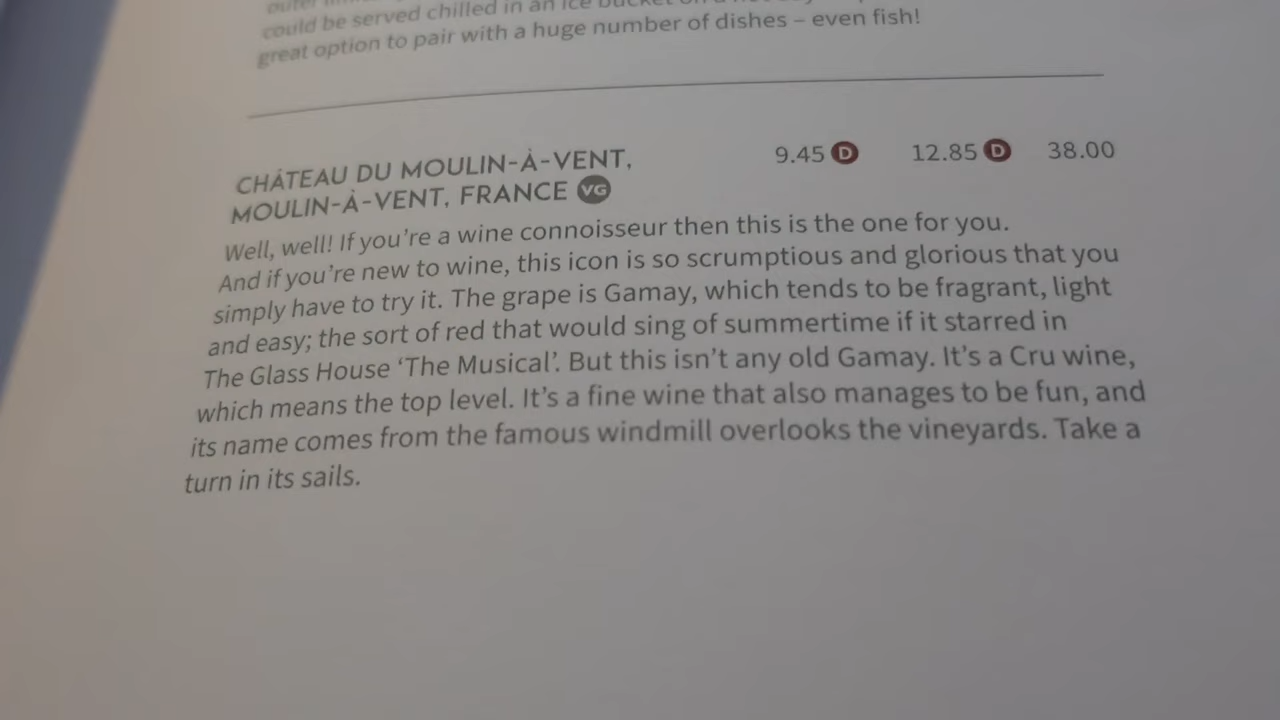 could be served chilled in an ice bucket on a
great option to pair with a huge number of dishes – even fish!
CHÂTEAU DU MOULIN-À-VENT, 9.45 D 12.85 D 38.00
MOULIN-À-VENT, FRANCE VG
Well, well! If you're a wine connoisseur then this is the one for you.
And if you're new to wine, this icon is so scrumptious and glorious that you
simply have to try it. The grape is Gamay, which tends to be fragrant, light
and easy; the sort of red that would sing of summertime if it starred in
The Glass House ‘The Musical’. But this isn't any old Gamay. It's a Cru wine,
which means the top level. It's a fine wine that also manages to be fun, and
its name comes from the famous windmill overlooks the vineyards. Take a
turn in its sails.